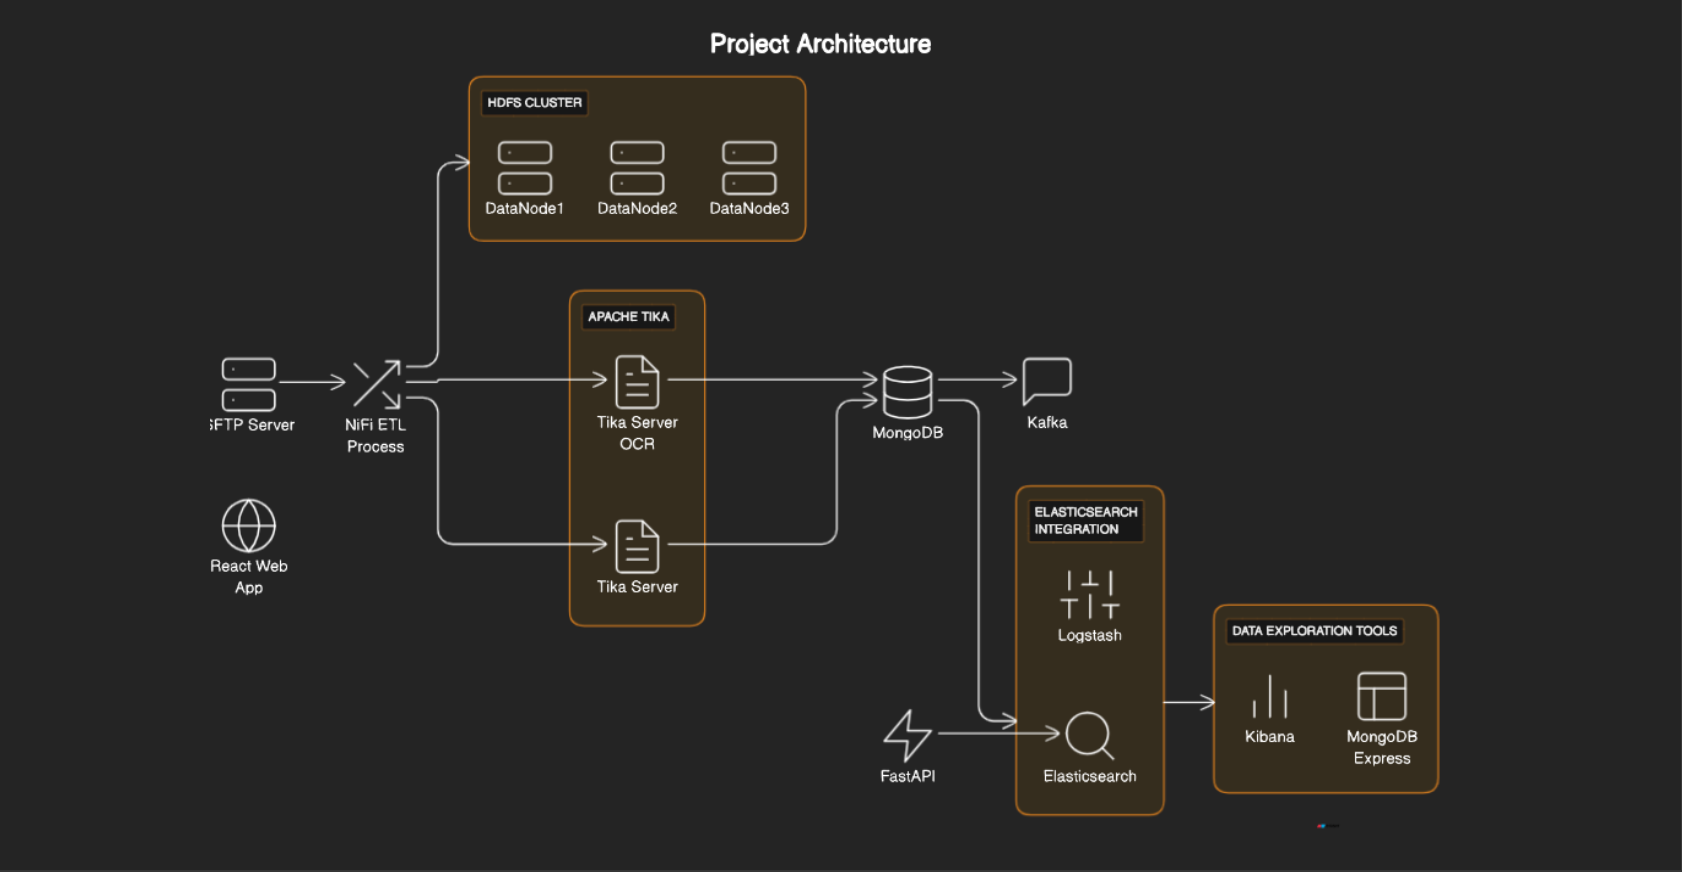 Project Architecture
HDFS CLUSTER
DataNode1
DataNode2
DataNode3
APACHE TIKA
Tika Server
OCR
SFTP Server
NiFi ETL
Process
MongoDB
Kafka
React Web
App
Tika Server
ELASTICSEARCH
INTEGRATION
Logstash
FastAPI
Elasticsearch
DATA EXPLORATION TOOLS
Kibana
MongoDB
Express